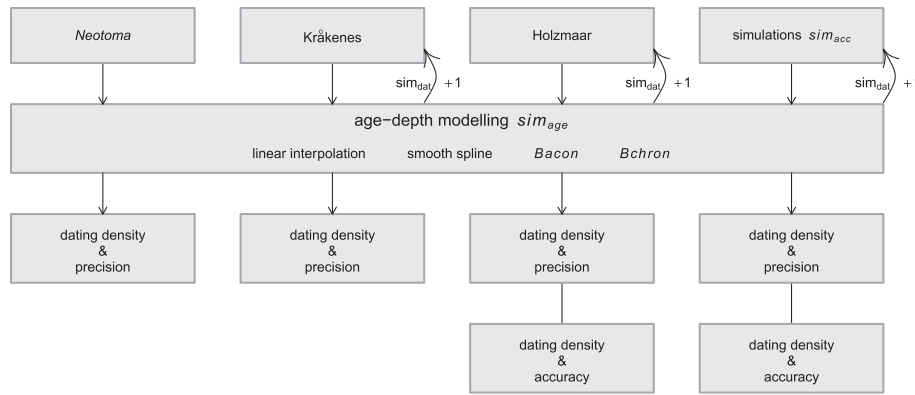 Neotoma
Kråkenes
Holzmaar
simulations sim_acc
sim_dat +1
sim_dat +1
sim_dat +
age−depth modelling sim_age
linear interpolation smooth spline Bacon Bchron
dating density
&
precision
dating density
&
precision
dating density
&
precision
dating density
&
precision
dating density
&
accuracy
dating density
&
accuracy